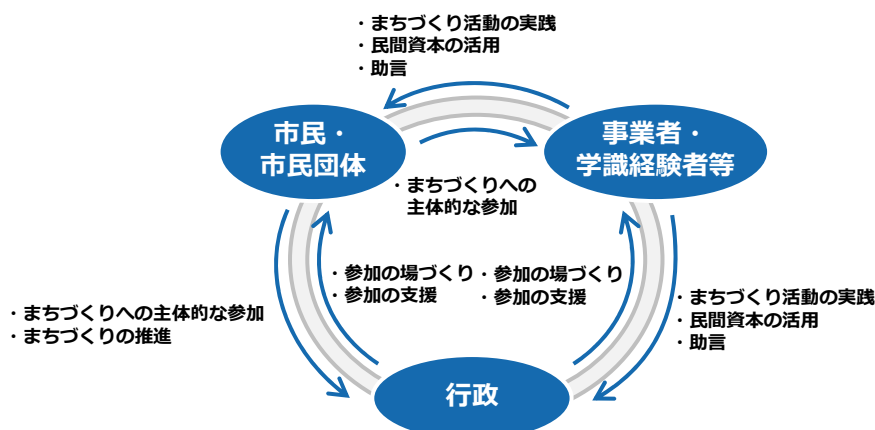 ・まちづくり活動の実践
・民間資本の活用
・助言
市民・
市民団体
事業者・
学識経験者等
・まちづくりへの
主体的な参加
・参加の場づくり
・参加の支援
・参加の場づくり
・参加の支援
・まちづくりへの主体的な参加
・まちづくりの推進
・まちづくり活動の実践
・民間資本の活用
・助言
行政